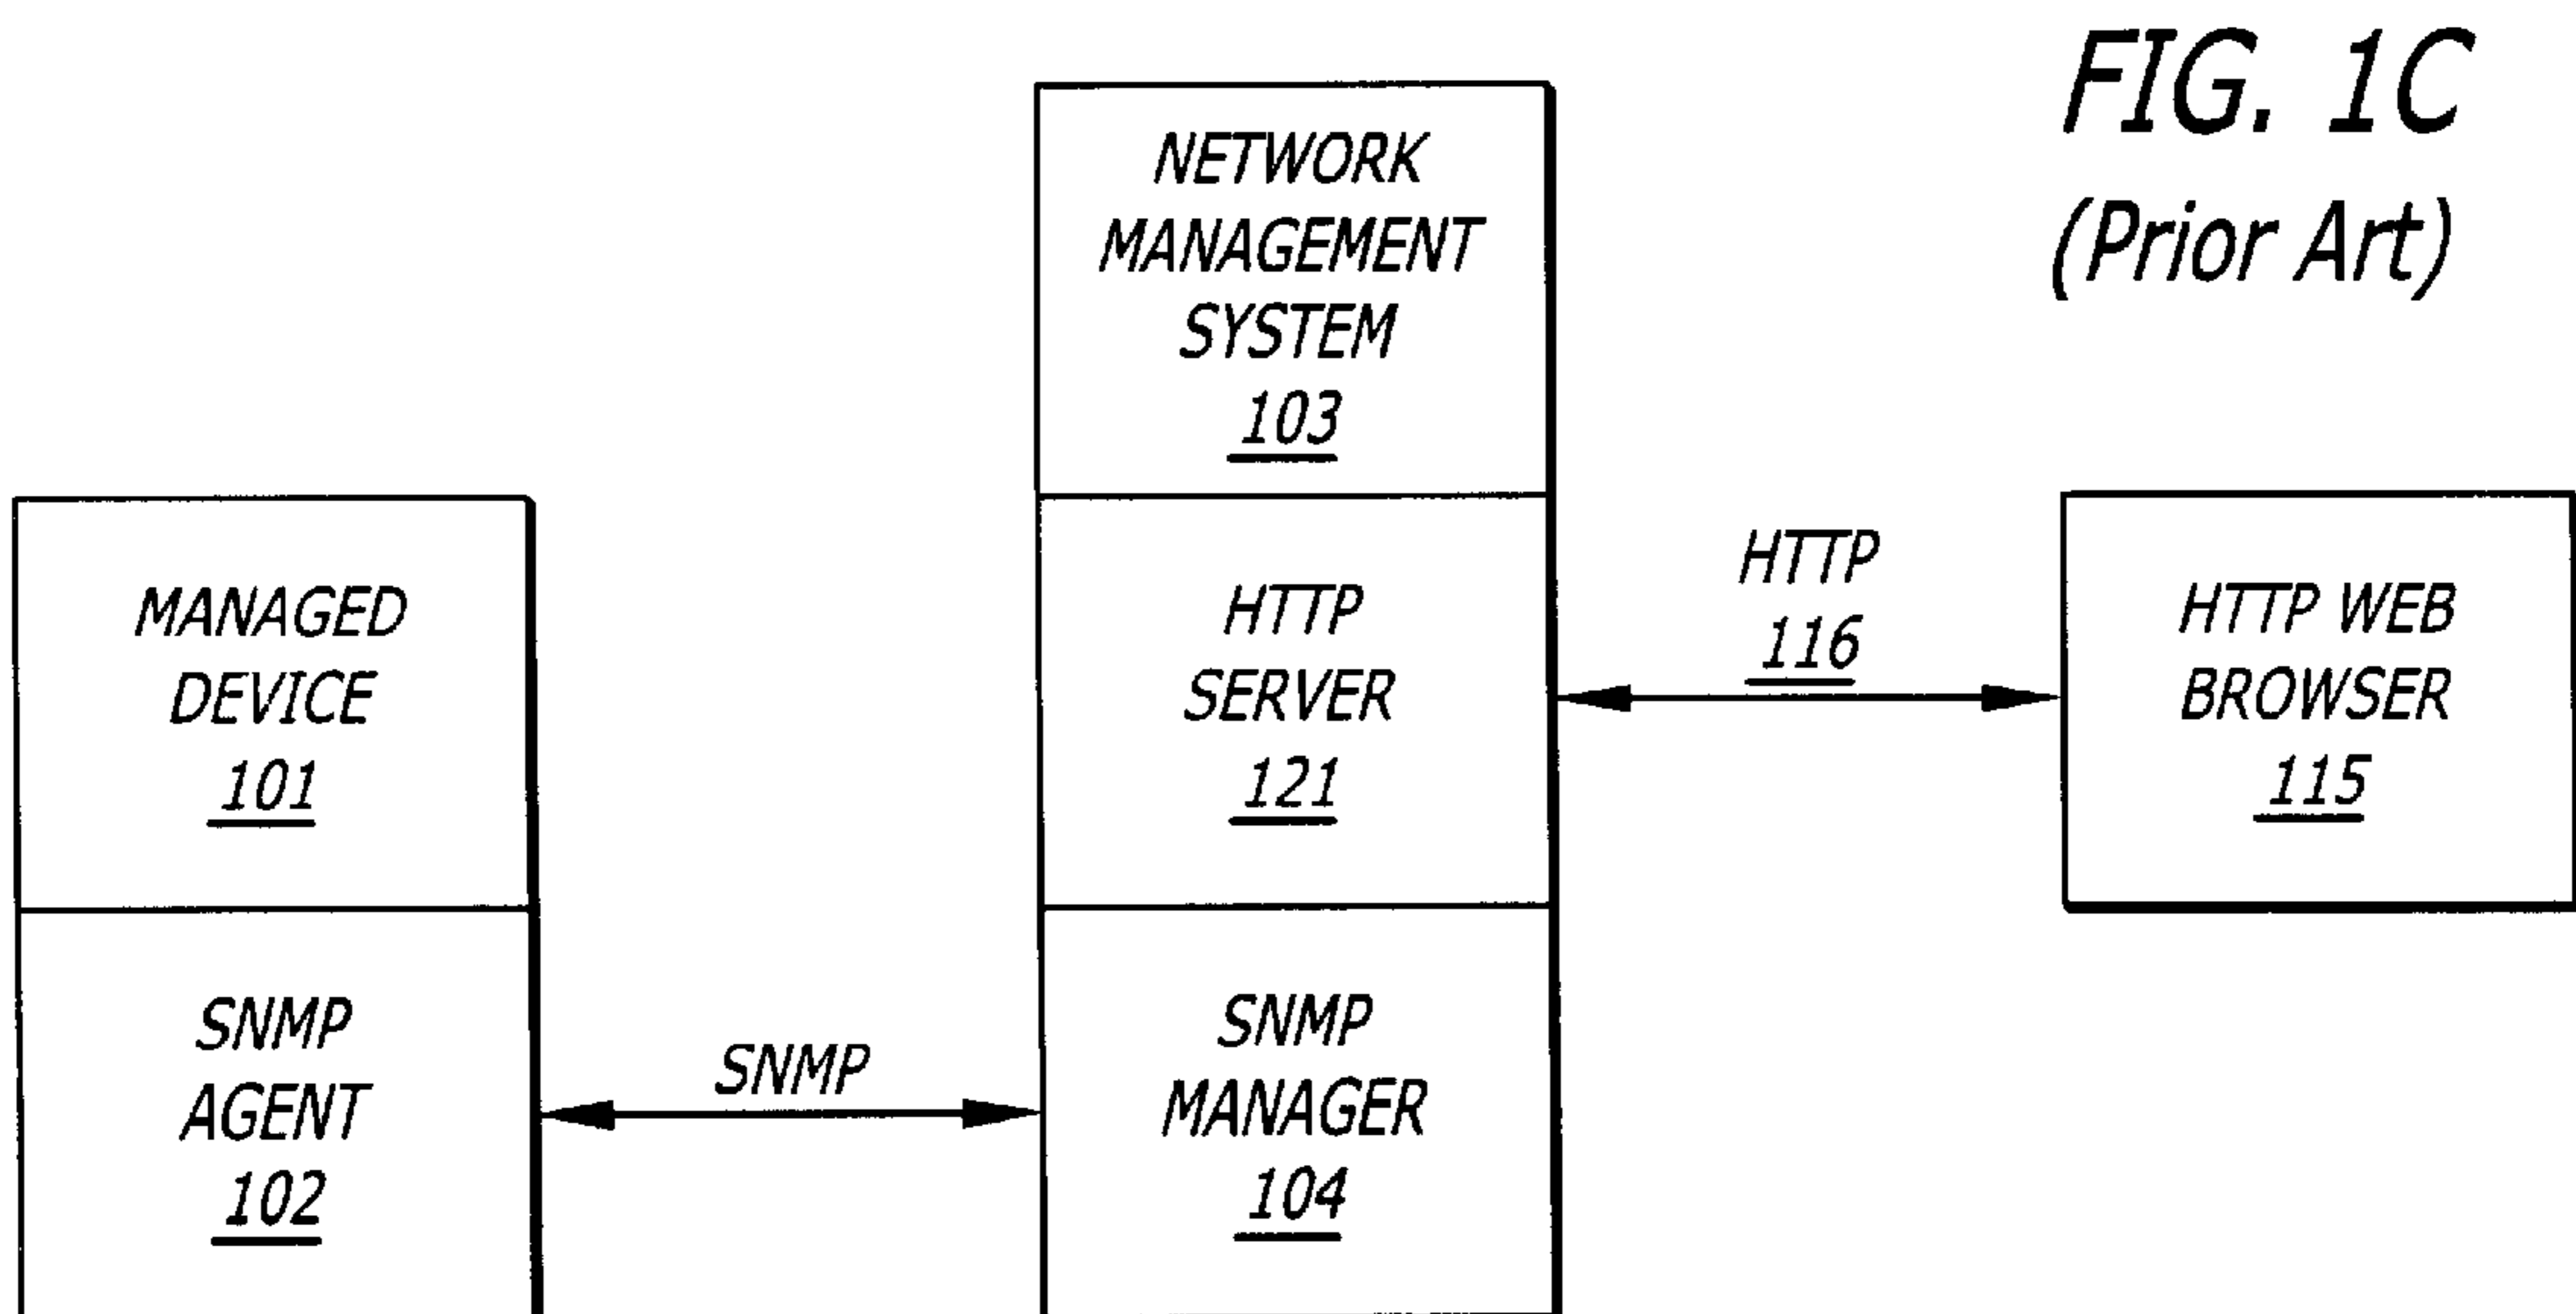 FIG. 1C
(Prior Art)
NETWORK
MANAGEMENT
SYSTEM
103
MANAGED
DEVICE
101
HTTP
SERVER
121
HTTP
116
HTTP WEB
BROWSER
115
SNMP
AGENT
102
SNMP
SNMP
MANAGER
104